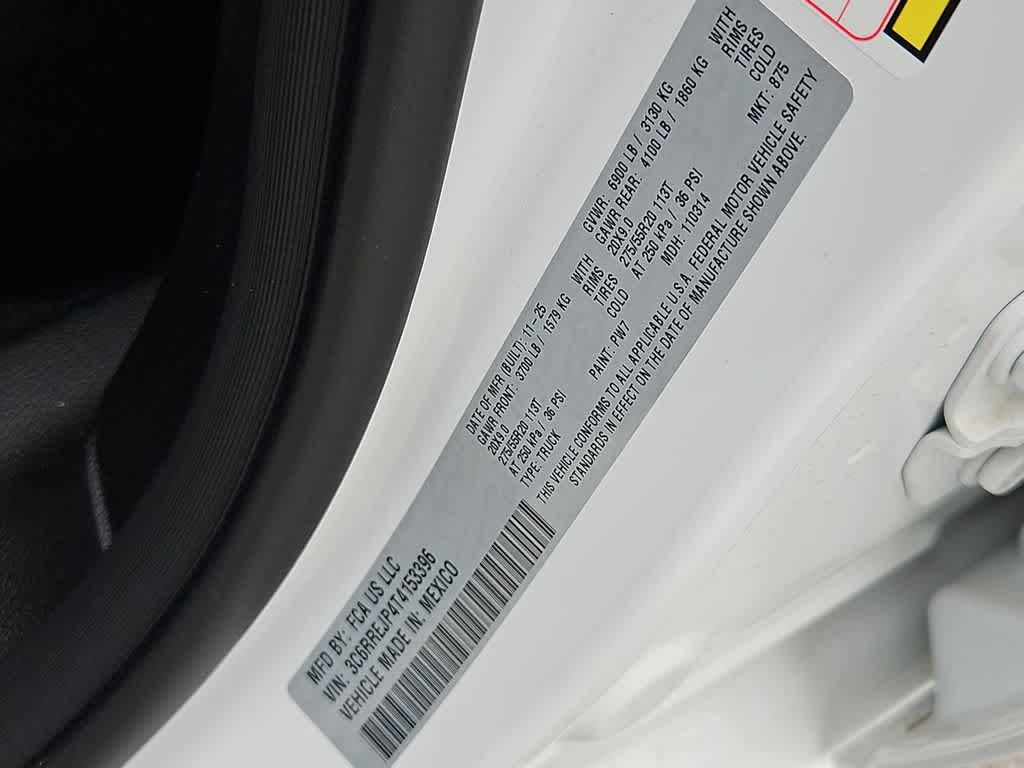 MFD BY: FCA US LLC
VIN: 3C6RREJP4T4153396
VEHICLE MADE IN: MEXICO
DATE OF MFR (BUILT): 11-25
GVWR: 6900 LB / 3130 KG
GAWR FRONT: 3700 LB / 1579 KG WITH
20X9.0 RIMS
275/55R20 113T TIRES
AT 250 kPa / 36 PSI COLD
GAWR REAR: 4100 LB / 1860 KG WITH
20X9.0 RIMS
275/55R20 113T TIRES
AT 250 kPa / 36 PSI COLD
TYPE: TRUCK PAINT: PW7 MDH: 110314 MKT: 875
THIS VEHICLE CONFORMS TO ALL APPLICABLE U.S.A. FEDERAL MOTOR VEHICLE SAFETY
STANDARDS IN EFFECT ON THE DATE OF MANUFACTURE SHOWN ABOVE.